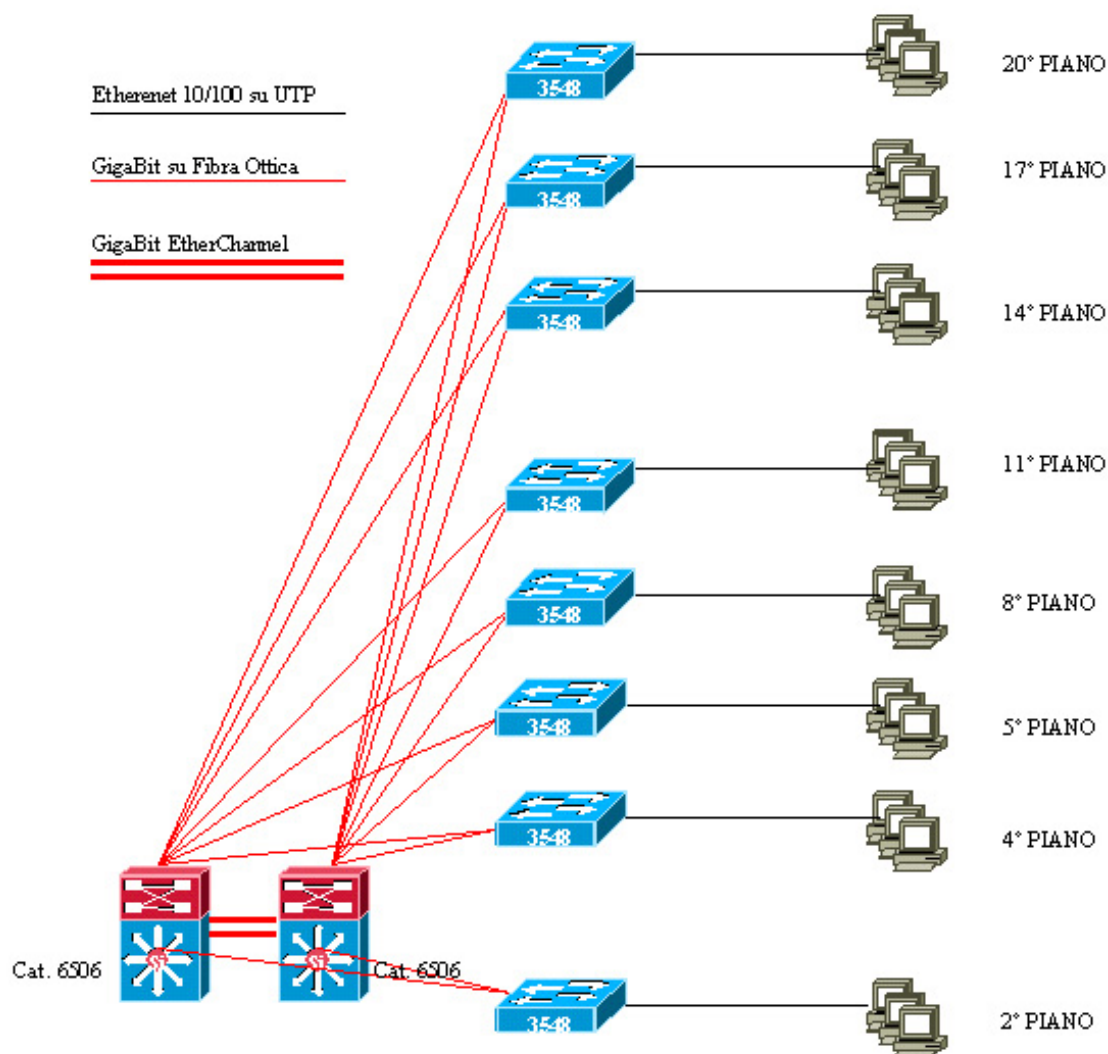 20° PIANO
3548
Etherenet 10/100 su UTP
GigaBit su Fibra Ottica
17° PIANO
3548
GigaBit EtherChannel
14° PIANO
3548
11° PIANO
3548
8° PIANO
3548
5° PIANO
3548
4° PIANO
3548
Cat. 6506
Cat. 6506
Si
Si
2° PIANO
3548